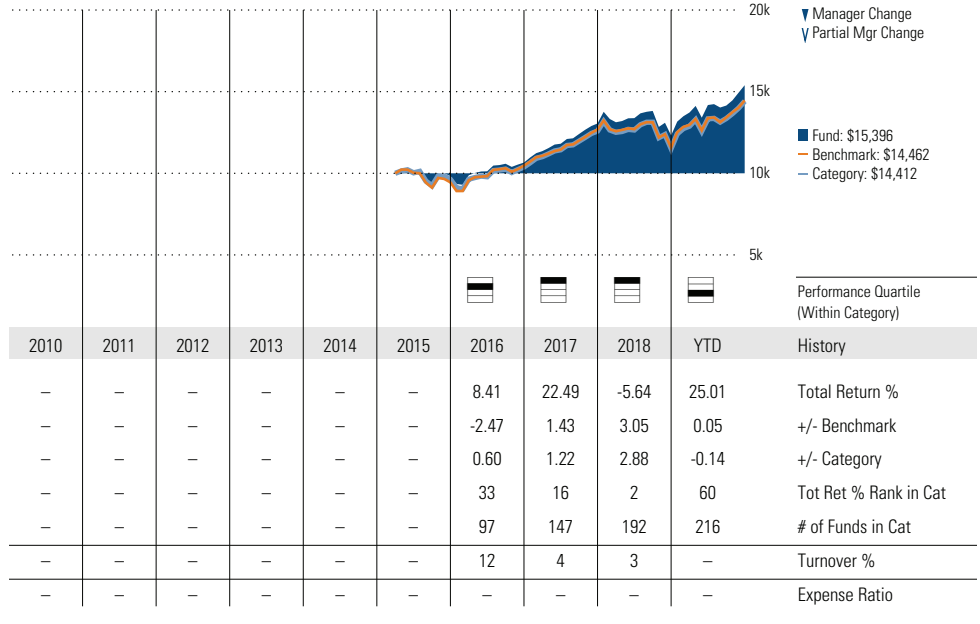 20k
15k
10k
5k
Manager Change
Partial Mgr Change
Fund: $15,396
Benchmark: $14,462
Category: $14,412
Performance Quartile
(Within Category)
2010 2011 2012 2013 2014 2015 2016 2017 2018 YTD History
– – – – – – 8.41 22.49 -5.64 25.01 Total Return %
– – – – – – -2.47 1.43 3.05 0.05 +/- Benchmark
– – – – – – 0.60 1.22 2.88 -0.14 +/- Category
– – – – – – 33 16 2 60 Tot Ret % Rank in Cat
– – – – – – 97 147 192 216 # of Funds in Cat
– – – – – – 12 4 3 – Turnover %
– – – – – – – – – – Expense Ratio